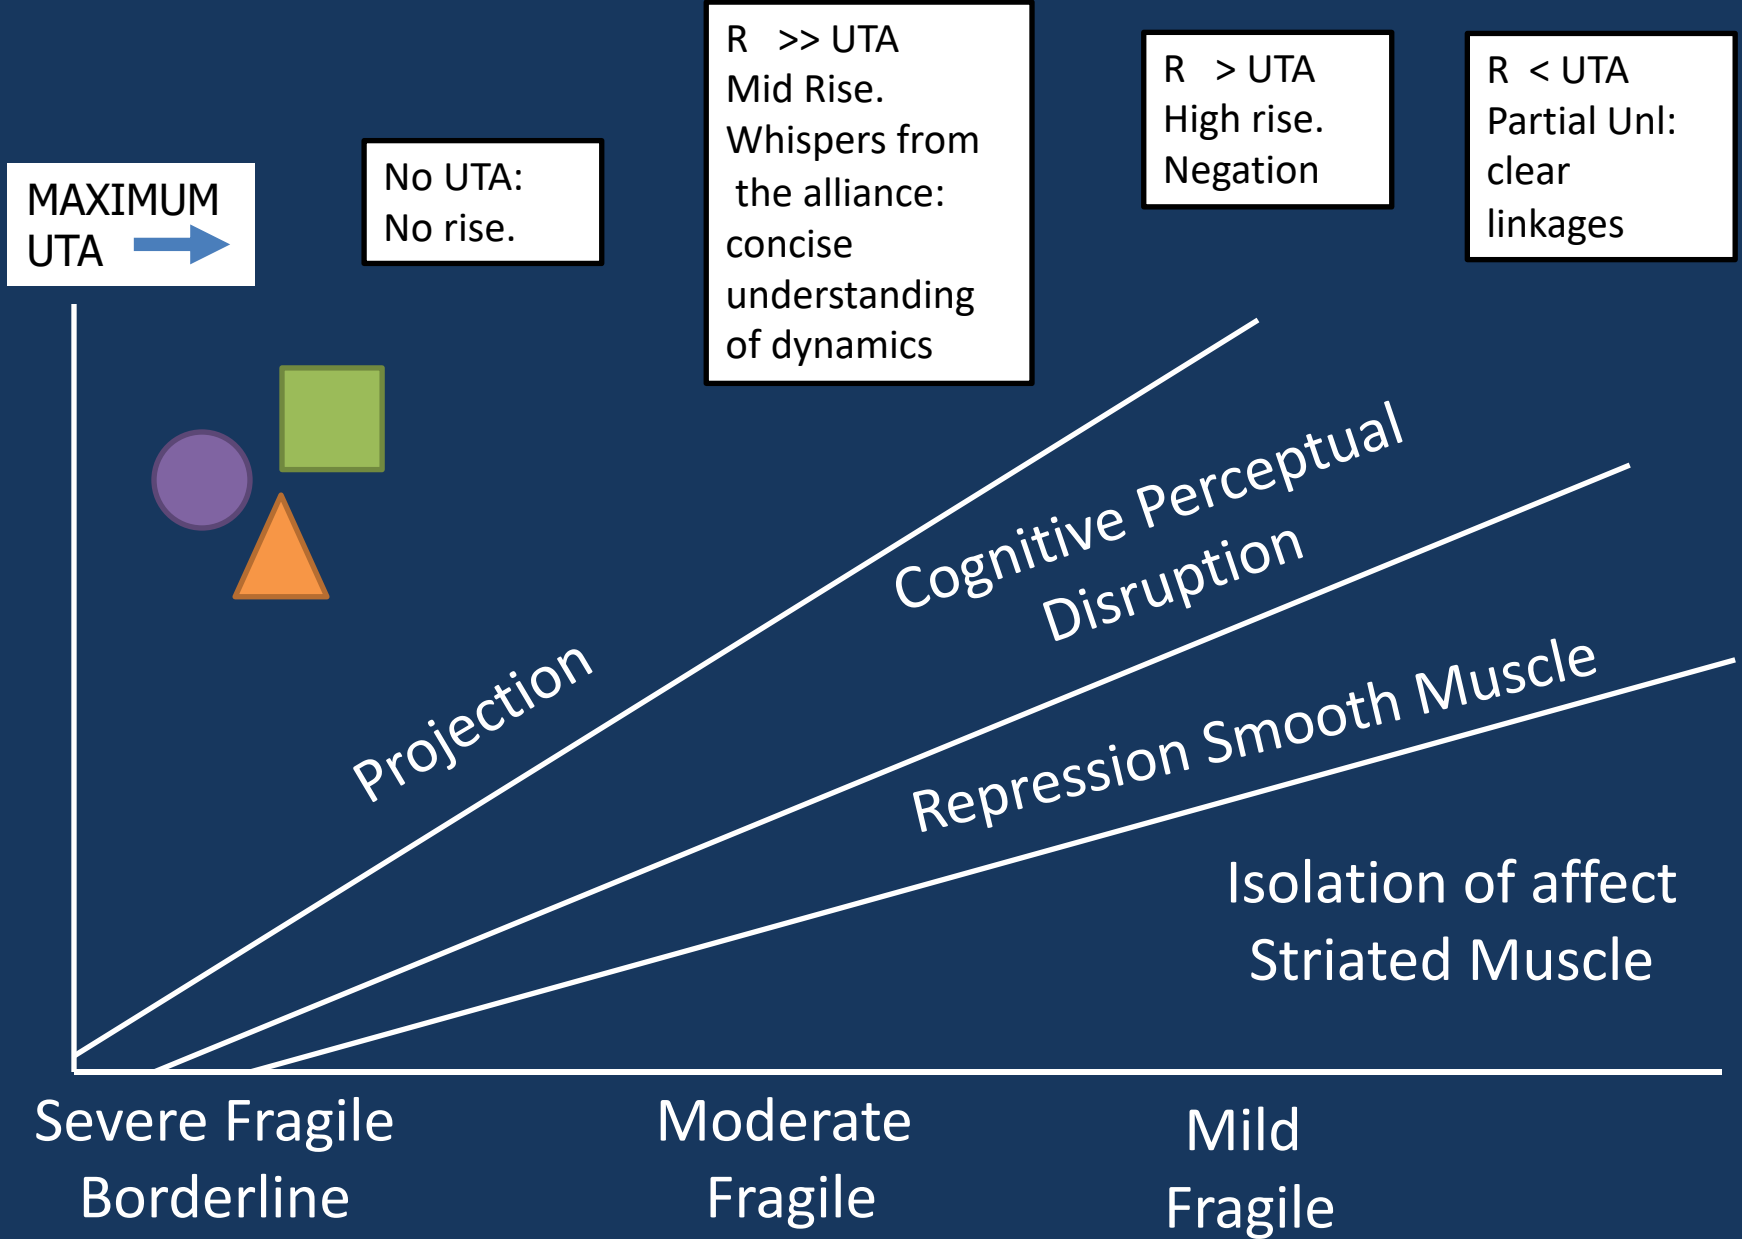 MAXIMUM
UTA
No UTA:
No rise.
R >> UTA
Mid Rise.
Whispers from
the alliance:
concise
understanding
of dynamics
R > UTA
High rise.
Negation
R < UTA
Partial Unl:
clear
linkages
Projection
Cognitive Perceptual
Disruption
Repression Smooth Muscle
Isolation of affect
Striated Muscle
Severe Fragile
Borderline
Moderate
Fragile
Mild
Fragile